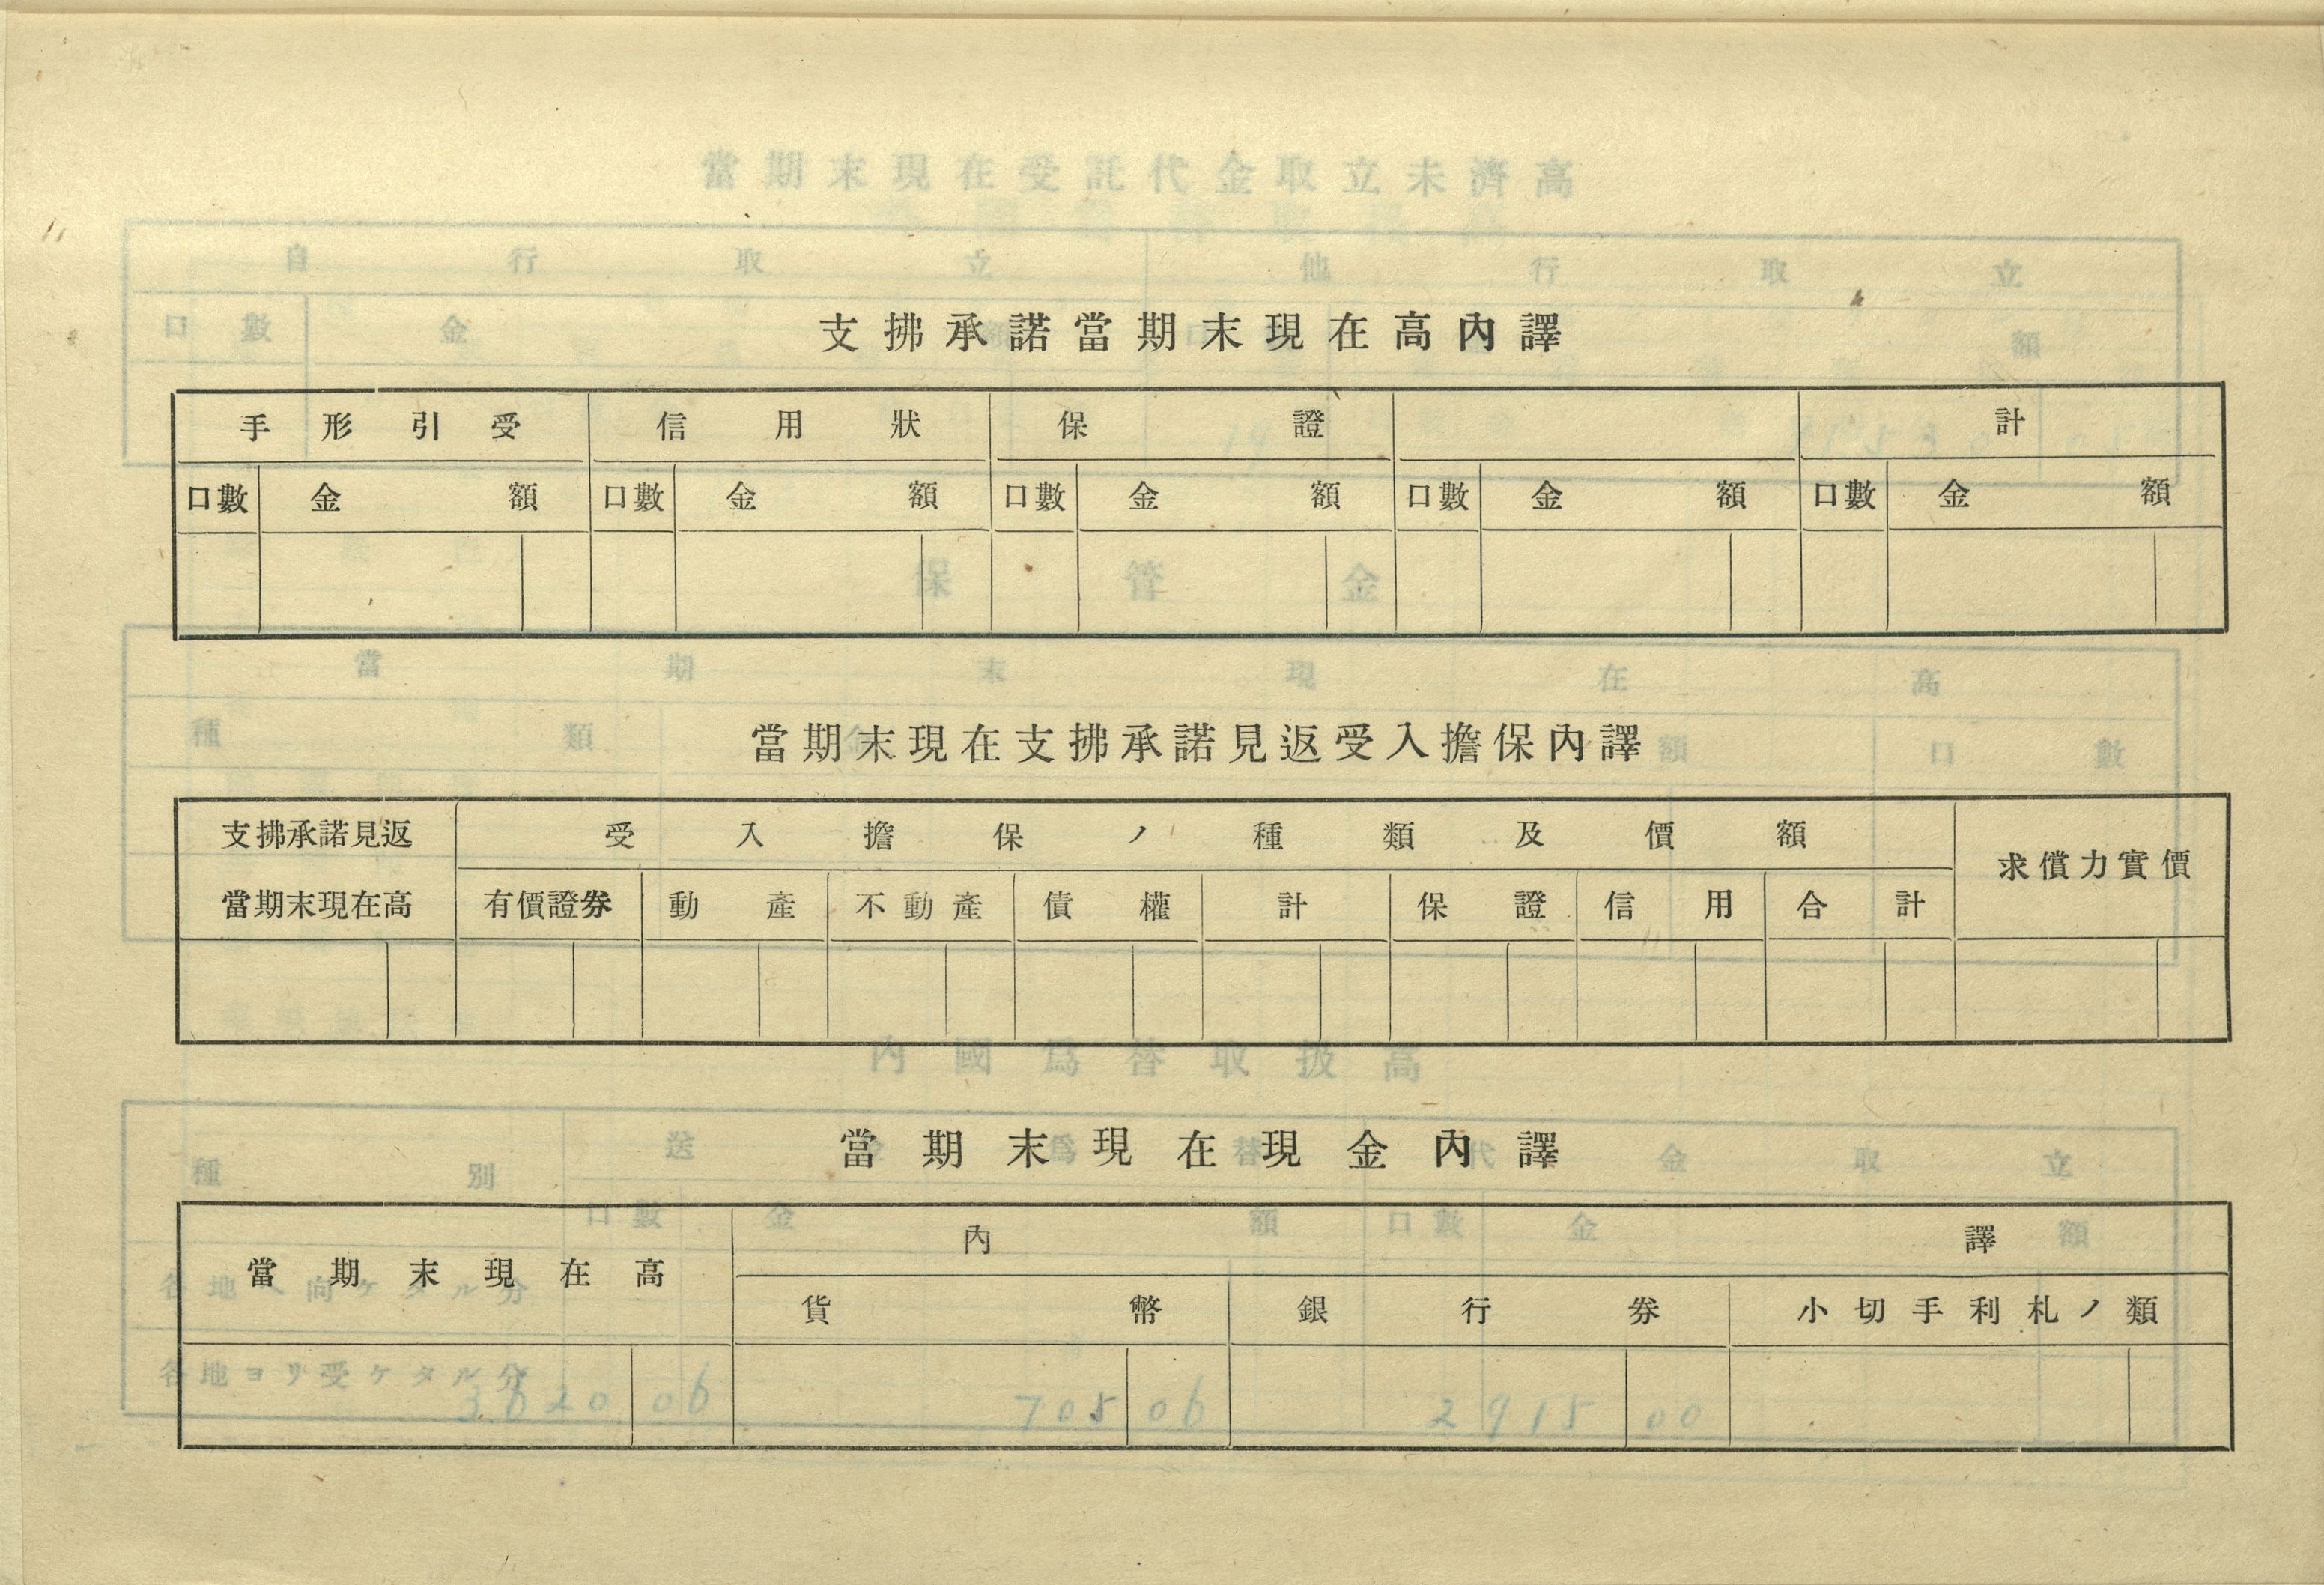 支拂承諾當期末現在高內譯
手形引受 信用狀 保證 計
口數 金額 口數 金額 口數 金額 口數 金額 口數 金額
當期末現在支拂承諾見返受入擔保內譯
支拂承諾見返當期末現在高 受入擔保ノ種類及價額 求償力實價
有價證券 動產 不動產 債權 計 保證 信用 合計
當期末現在現金內譯
當期末現在高 內譯
貨幣 銀行券 小切手利札ノ類
3620 06 705 06 2915 00